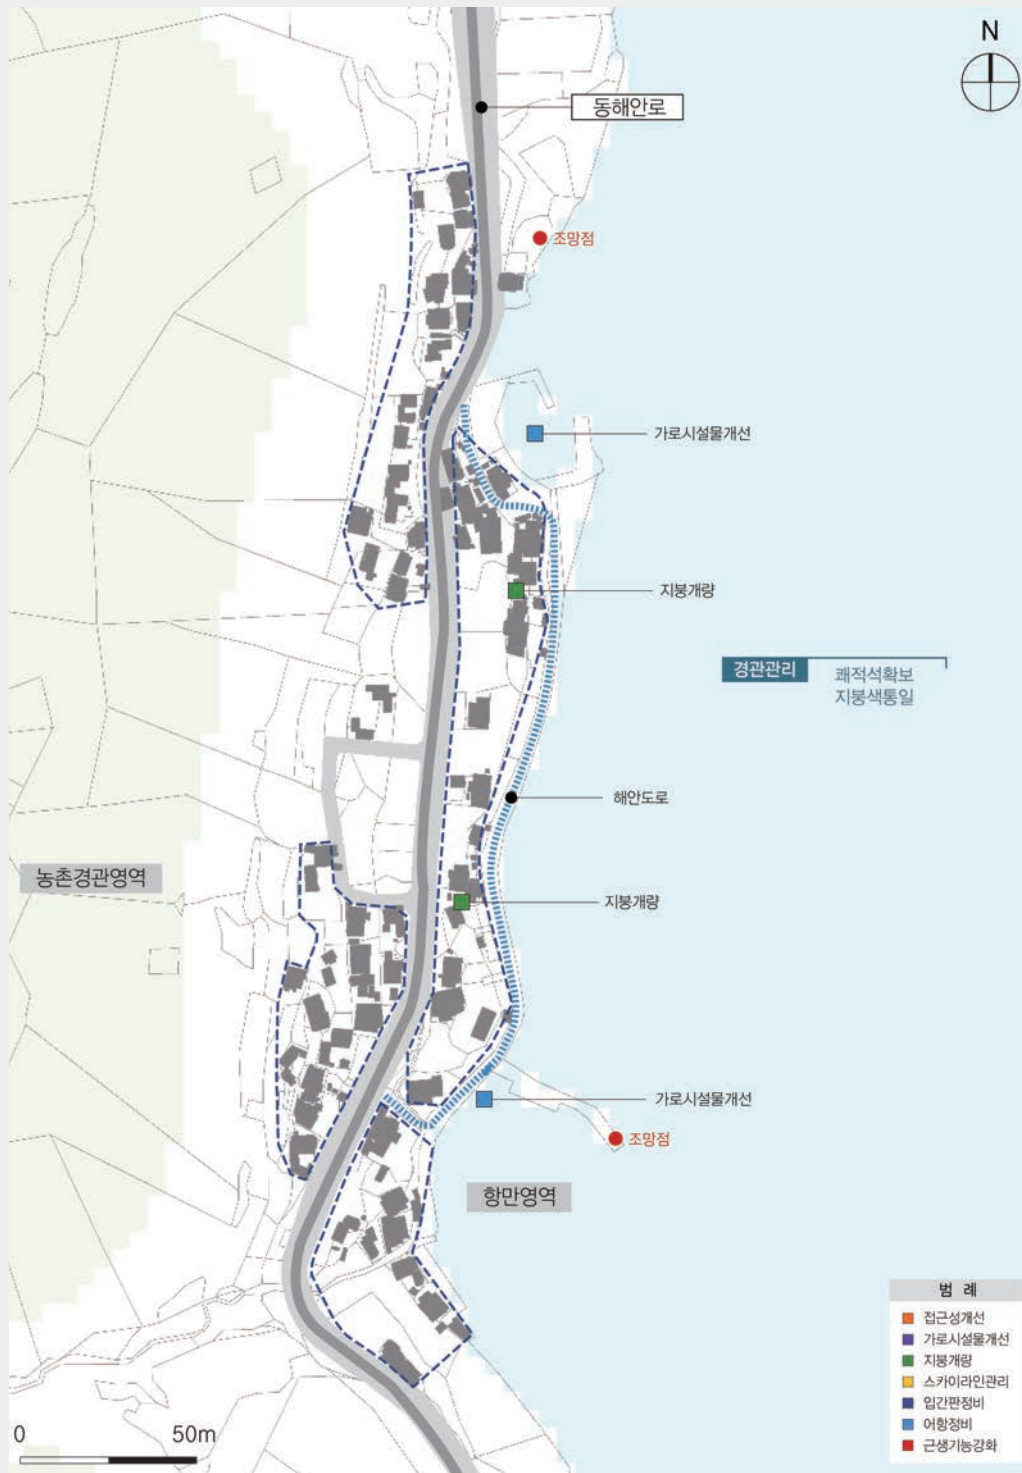 N
동해안로
조망점
가로시설물개선
지붕개량
경관관리
쾌적석확보
지붕색통일
해안도로
농촌경관영역
지붕개량
가로시설물개선
조망점
항만영역
범 례
접근성개선
가로시설물개선
지붕개량
스카이라인관리
입간판정비
어항정비
근생기능강화
0 50m